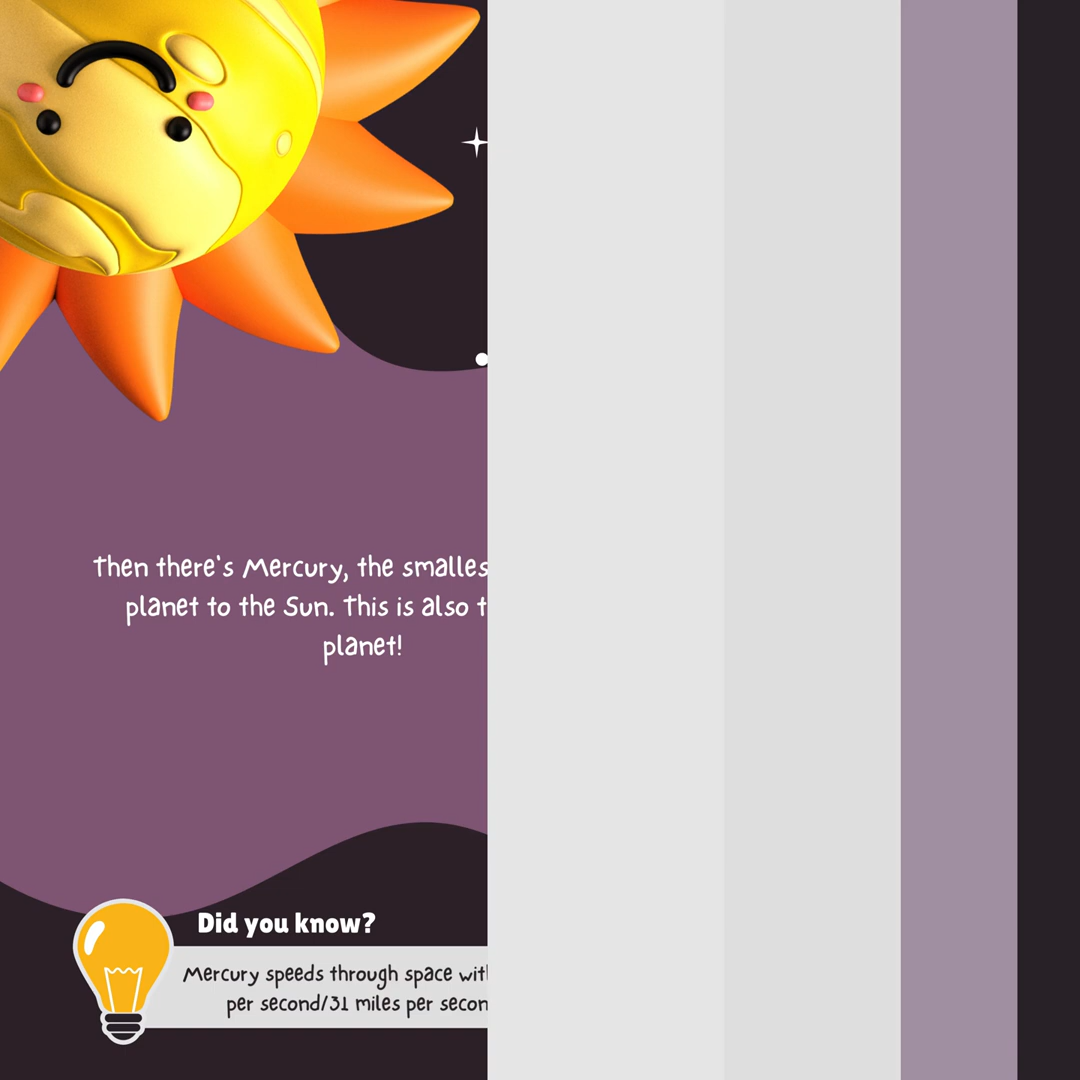 Then there's Mercury, the smalles
planet to the Sun. This is also t
planet!
Did you know?
Mercury speeds through space wit
per second/31 miles per secon